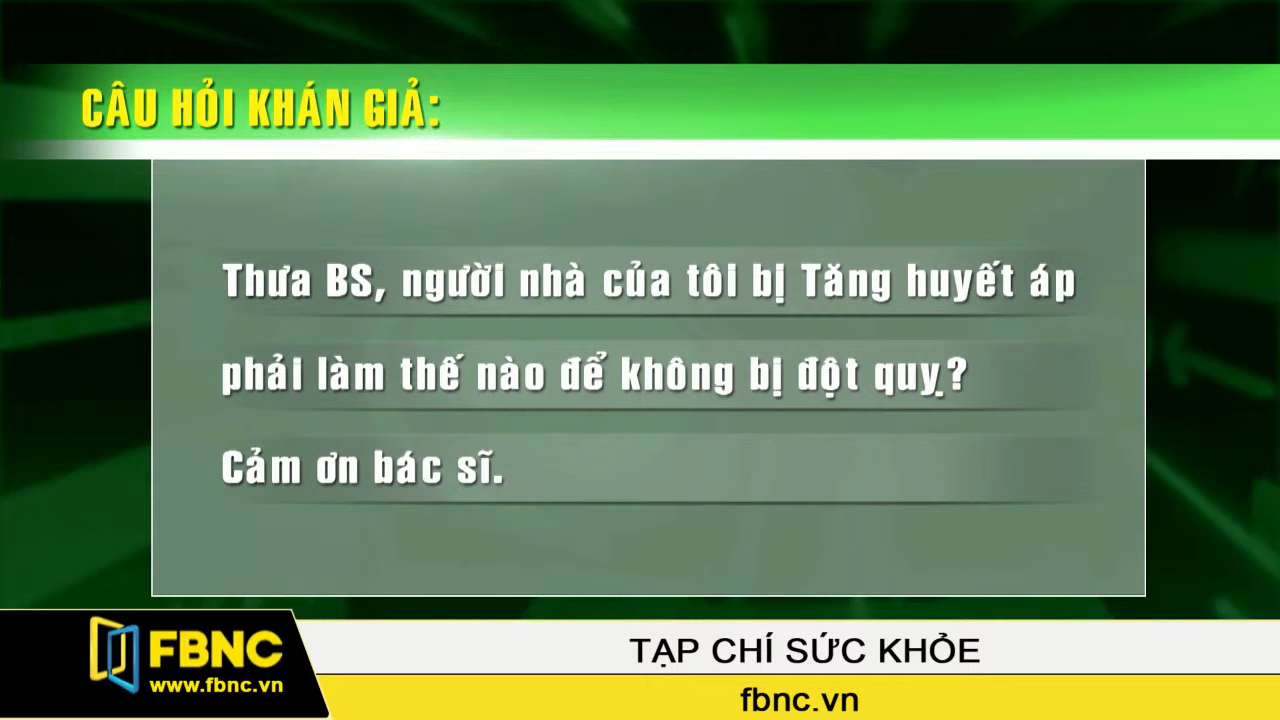 CÂU HỎI KHÁN GIẢ:
Thưa BS, người nhà của tôi bị Tăng huyết áp
phải làm thế nào để không bị đột quỵ?
Cảm ơn bác sĩ.
FBNC
www.fbnc.vn
TẠP CHÍ SỨC KHỎE
fbnc.vn